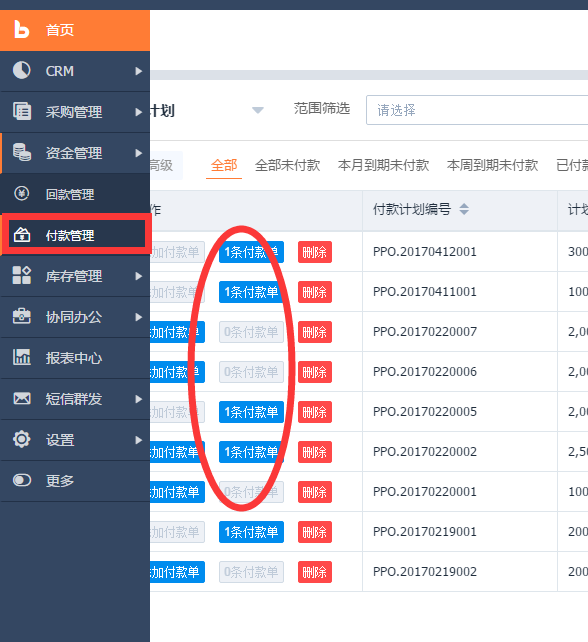 首页
CRM
采购管理
资金管理
回款管理
付款管理
库存管理
协同办公
报表中心
短信群发
设置
更多
计划 范围筛选 请选择
高级 全部 全部未付款 本月到期未付款 本周到期未付款 已付款
作 付款计划编号 计划
加付款单 1条付款单 删除 PPO.20170412001 300
加付款单 1条付款单 删除 PPO.20170411001 100
加付款单 0条付款单 删除 PPO.20170220007 2,0
加付款单 0条付款单 删除 PPO.20170220006 2,0
加付款单 1条付款单 删除 PPO.20170220005 2,0
加付款单 1条付款单 删除 PPO.20170220002 2,5
加付款单 0条付款单 删除 PPO.20170220001 100
加付款单 1条付款单 删除 PPO.20170219001 200
加付款单 0条付款单 删除 PPO.20170219002 200